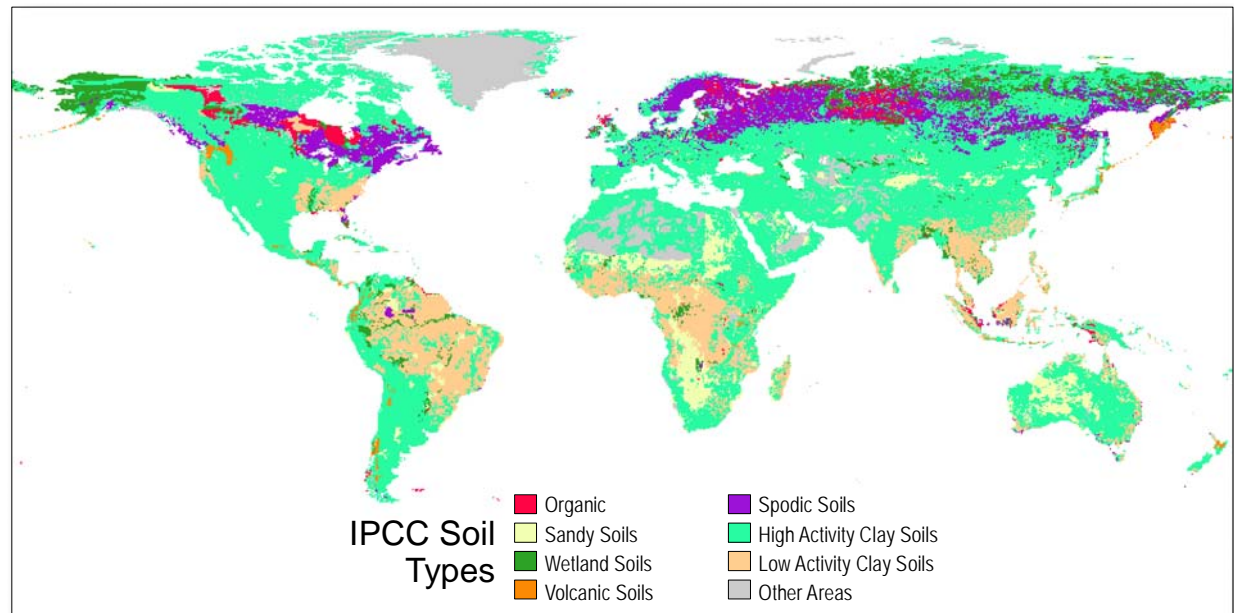 IPCC Soil
Types
Organic
Sandy Soils
Wetland Soils
Volcanic Soils
Spodic Soils
High Activity Clay Soils
Low Activity Clay Soils
Other Areas